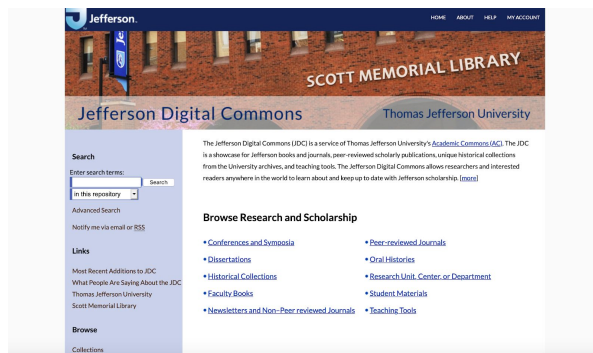 Jefferson.
HOME ABOUT HELP MY ACCOUNT
SCOTT MEMORIAL LIBRARY
Jefferson Digital Commons
Thomas Jefferson University
Search
Enter search terms:
Search
in this repository
Advanced Search
Notify me via email or RSS
Links
Most Recent Additions to JDC
What People Are Saying About the JDC
Thomas Jefferson University
Scott Memorial Library
Browse
Collections
The Jefferson Digital Commons (JDC) is a service of Thomas Jefferson University's Academic Commons (AC). The JDC
is a showcase for Jefferson books and journals, peer-reviewed scholarly publications, unique historical collections
from the University archives, and teaching tools. The Jefferson Digital Commons allows researchers and interested
readers anywhere in the world to learn about and keep up to date with Jefferson scholarship. [more]
Browse Research and Scholarship
• Conferences and Symposia
• Dissertations
• Historical Collections
• Faculty Books
• Newsletters and Non–Peer reviewed Journals
• Peer-reviewed Journals
• Oral Histories
• Research Unit, Center, or Department
• Student Materials
• Teaching Tools